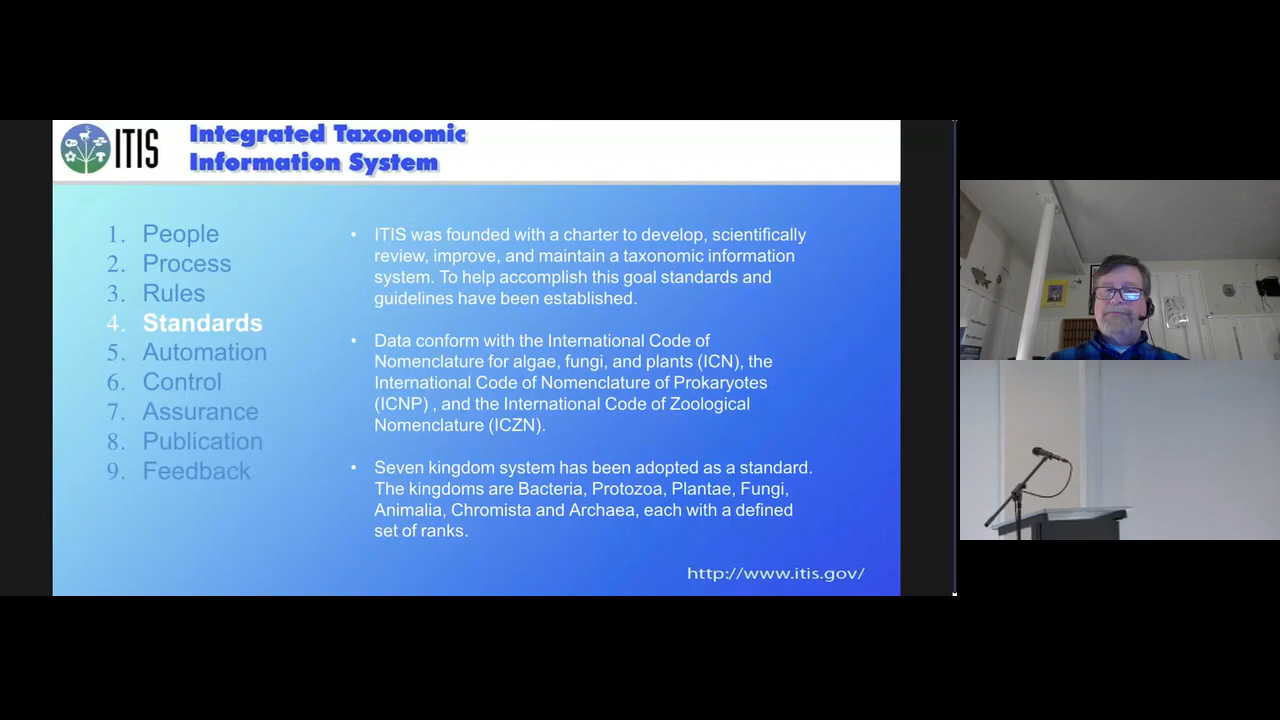 ITIS
Integrated Taxonomic
Information System
1. People
2. Process
3. Rules
4. Standards
5. Automation
6. Control
7. Assurance
8. Publication
9. Feedback
• ITIS was founded with a charter to develop, scientifically
review, improve, and maintain a taxonomic information
system. To help accomplish this goal standards and
guidelines have been established.
• Data conform with the International Code of
Nomenclature for algae, fungi, and plants (ICN), the
International Code of Nomenclature of Prokaryotes
(ICNP) , and the International Code of Zoological
Nomenclature (ICZN).
• Seven kingdom system has been adopted as a standard.
The kingdoms are Bacteria, Protozoa, Plantae, Fungi,
Animalia, Chromista and Archaea, each with a defined
set of ranks.
http://www.itis.gov/